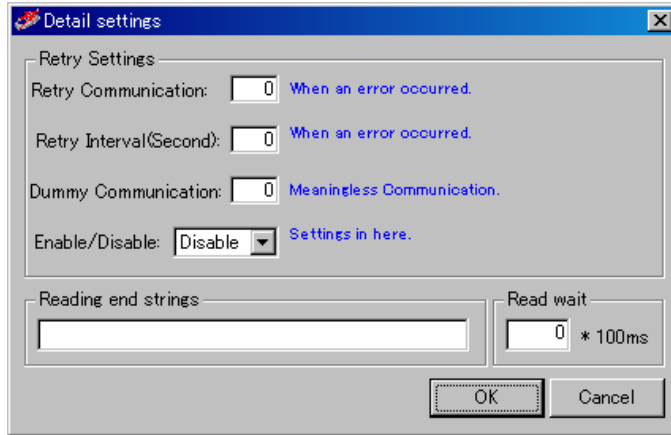 Detail settings
Retry Settings
Retry Communication: 0 When an error occurred.
Retry Interval(Second): 0 When an error occurred.
Dummy Communication: 0 Meaningless Communication.
Enable/Disable: Disable Settings in here.
Reading end strings
Read wait
0 * 100ms
OK Cancel